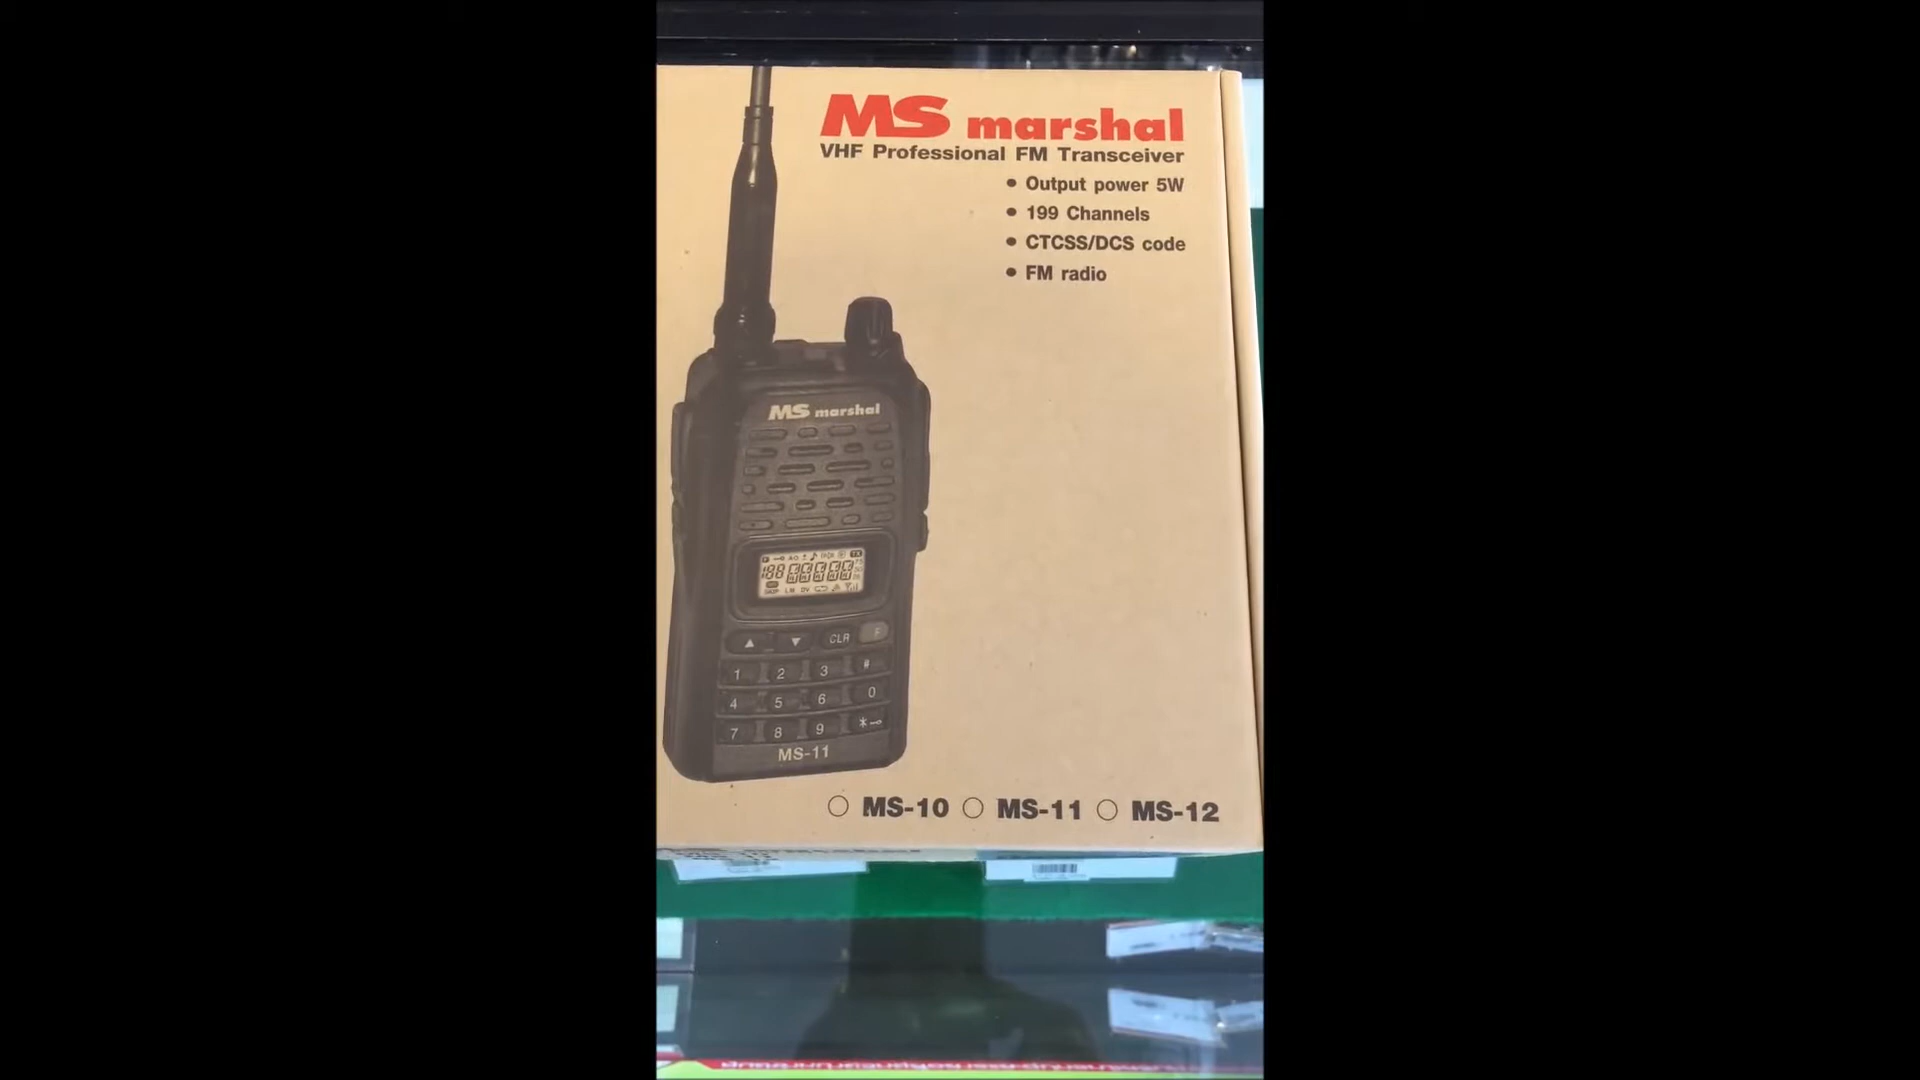 MS marshal
VHF Professional FM Transceiver
• Output power 5W
• 199 Channels
• CTCSS/DCS code
• FM radio
MS marshal
▲ ▼ CLR F
1 2 3 #
4 5 6 0
7 8 9 *
MS-11
○ MS-10 ○ MS-11 ○ MS-12